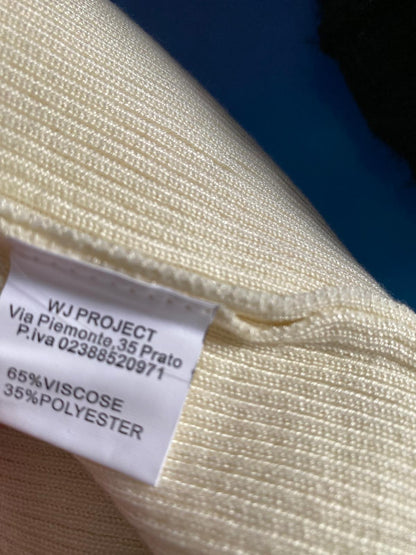 WJ PROJECT
Via Piemonte,35 Prato
P.iva 02388520971
65%VISCOSE
35%POLYESTER